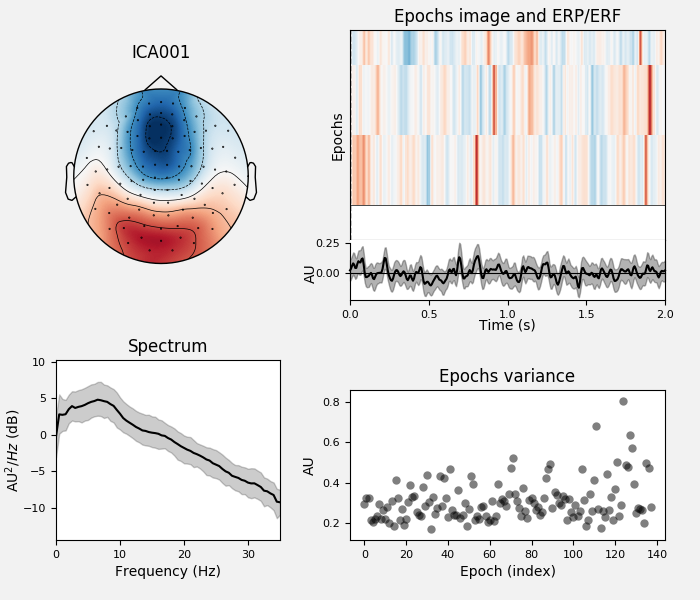 ICA001
Epochs image and ERP/ERF
Epochs
0.25
0.00
AU
0.0 0.5 1.0 1.5 2.0
Time (s)
Spectrum
10
5
0
−5
−10
AU²/Hz (dB)
0 10 20 30
Frequency (Hz)
Epochs variance
0.8
0.6
0.4
0.2
AU
0 20 40 60 80 100 120 140
Epoch (index)